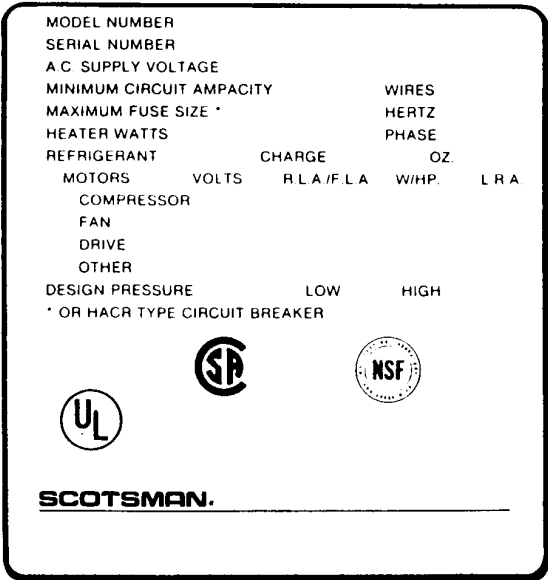 MODEL NUMBER
SERIAL NUMBER
A.C. SUPPLY VOLTAGE
MINIMUM CIRCUIT AMPACITY WIRES
MAXIMUM FUSE SIZE * HERTZ
HEATER WATTS PHASE
REFRIGERANT CHARGE OZ.
MOTORS VOLTS R.L.A./F.L.A W/HP. L.R.A.
COMPRESSOR
FAN
DRIVE
OTHER
DESIGN PRESSURE LOW HIGH
* OR HACR TYPE CIRCUIT BREAKER
SA NSF
UL
SCOTSMAN.